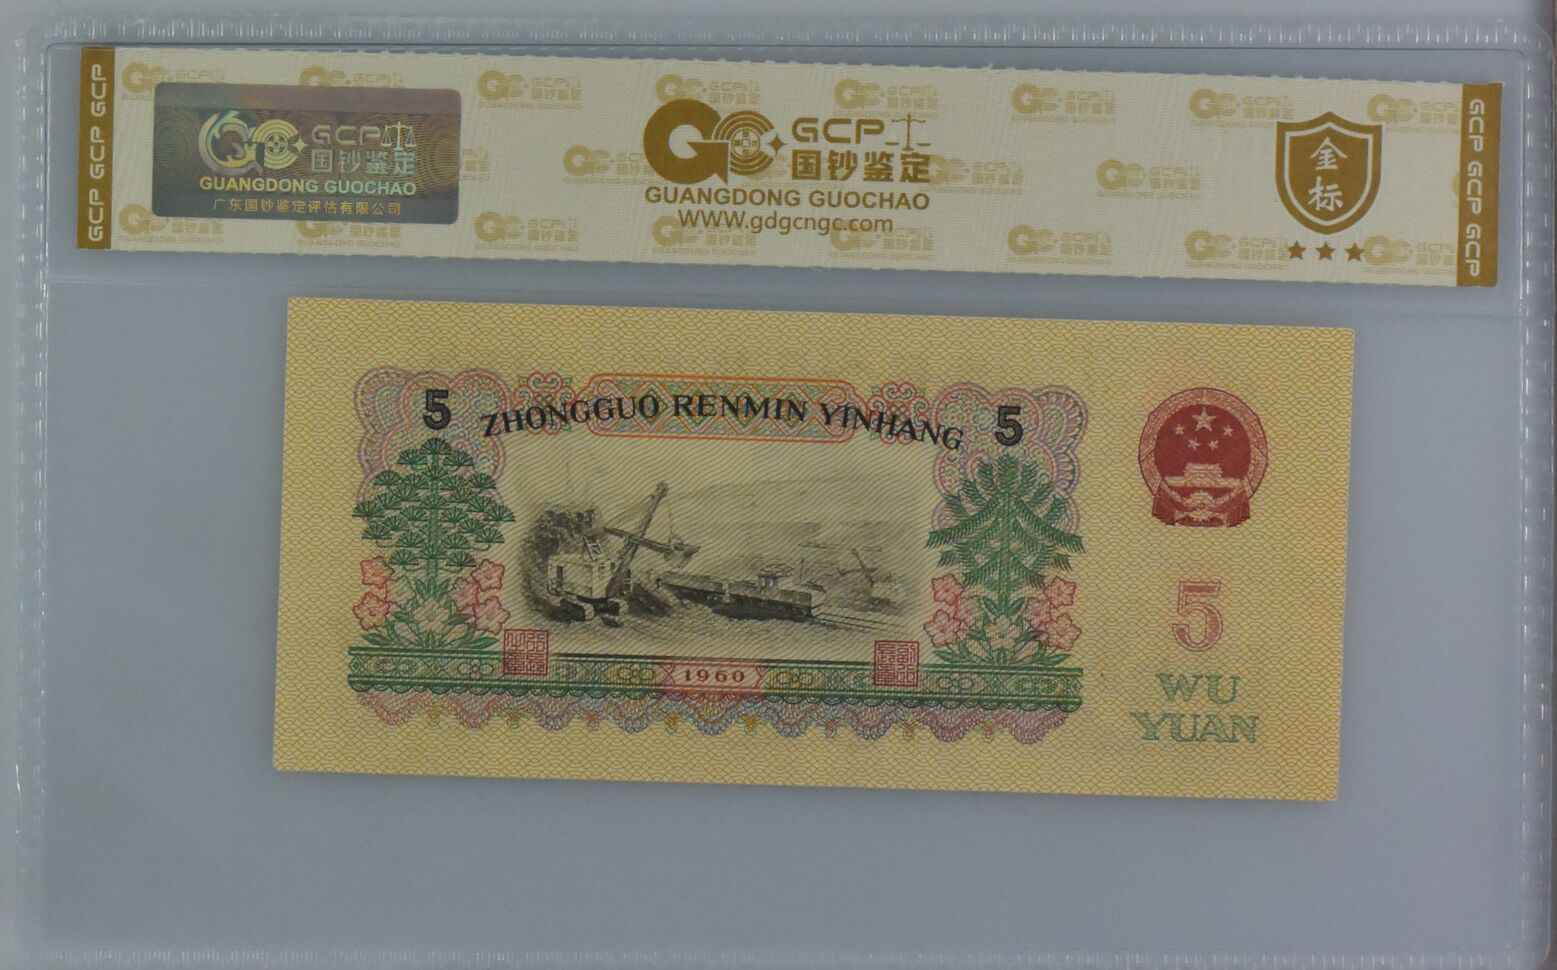 GCP GCP GCP
GCP
国钞鉴定
GUANGDONG GUOCHAO
广东国钞鉴定评估有限公司
GCP
国钞鉴定
GUANGDONG GUOCHAO
WWW.gdgcngc.com
金标
GCP GCP GCP
5
ZHONGGUO RENMIN YINHANG
5
1960
5
WU
YUAN